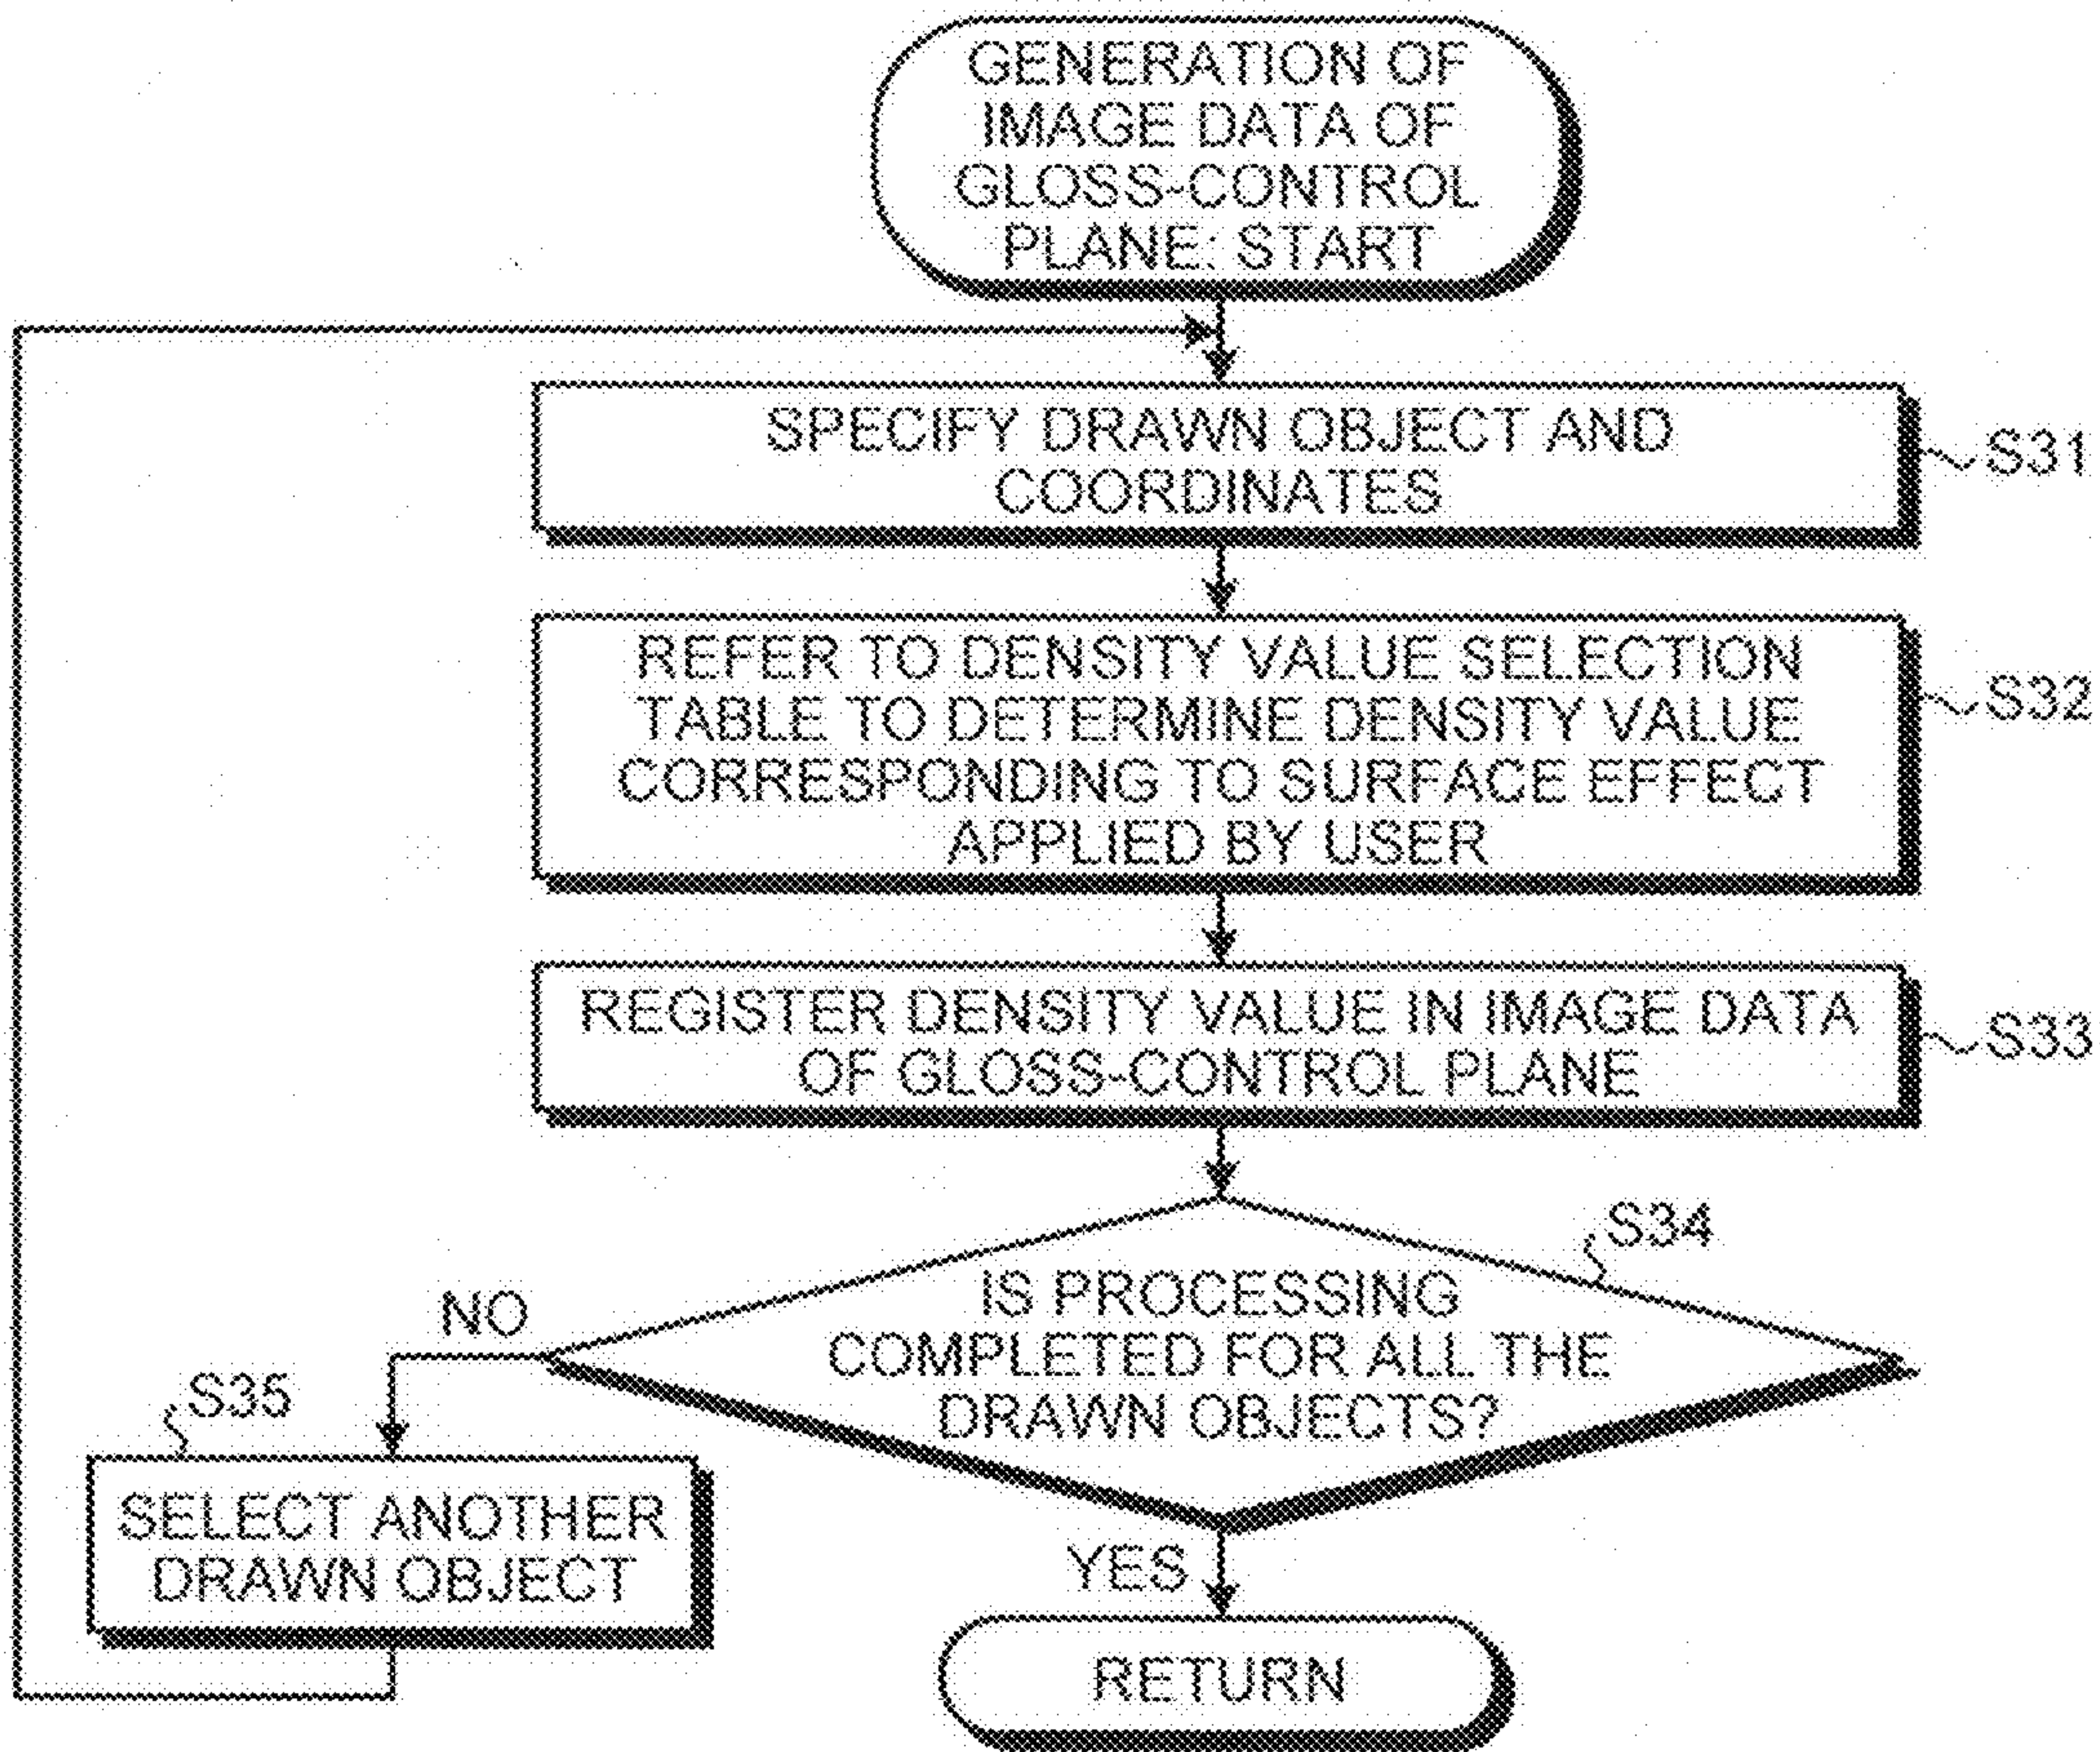 GENERATION OF
IMAGE DATA OF
GLOSS-CONTROL
PLANE: START
SPECIFY DRAWN OBJECT AND
COORDINATES
S31
REFER TO DENSITY VALUE SELECTION
TABLE TO DETERMINE DENSITY VALUE
CORRESPONDING TO SURFACE EFFECT
APPLIED BY USER
S32
REGISTER DENSITY VALUE IN IMAGE DATA
OF GLOSS-CONTROL PLANE
S33
S34
IS PROCESSING
COMPLETED FOR ALL THE
DRAWN OBJECTS?
NO
S35
SELECT ANOTHER
DRAWN OBJECT
YES
RETURN